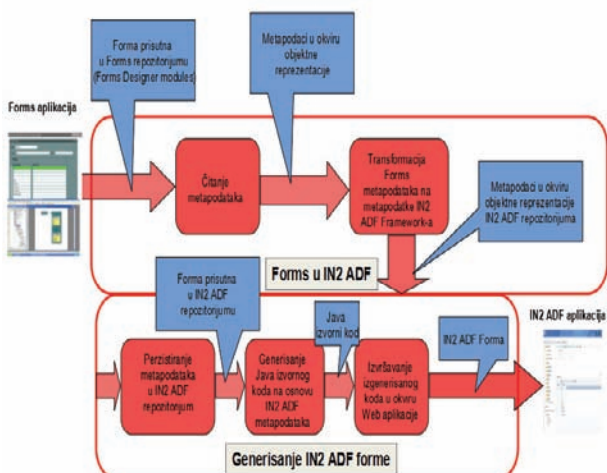 Forma prisutna
u Forms repozitorijumu
(Forms Designer modules)
Metapodaci u okviru
objektne
reprezentacije
Forms aplikacija
Čitanje
metapodataka
Transformacija
Forms
metapodataka na
metapodatke IN2
ADF Framework-a
Metapodaci u okviru
objektne reprezentacije
IN2 ADF repozitorijuma
Forms u IN2 ADF
Forma prisutna
u IN2 ADF
repozitorijumu
Java
izvorni kod
IN2 ADF Forma
IN2 ADF aplikacija
Perzistiranje
metapodataka
u IN2 ADF
repozitorijum
Generisanje
Java izvornog
koda na osnovu
IN2 ADF
metapodataka
Izvršavanje
izgenerisanog
koda u okviru
Web aplikacije
Generisanje IN2 ADF forme